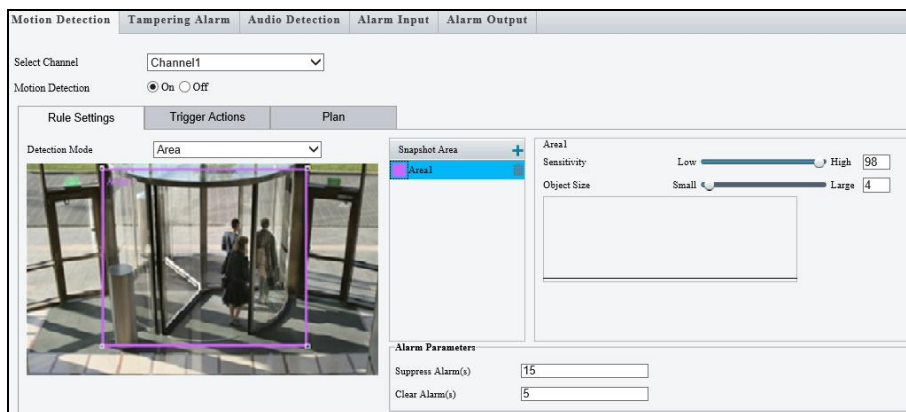 Motion Detection Tampering Alarm Audio Detection Alarm Input Alarm Output
Select Channel Channel1
Motion Detection On Off
Rule Settings Trigger Actions Plan
Detection Mode Area
Snapshot Area +
Area1
Area1
Sensitivity Low High 98
Object Size Small Large 4
Alarm Parameters
Suppress Alarm(s) 15
Clear Alarm(s) 5